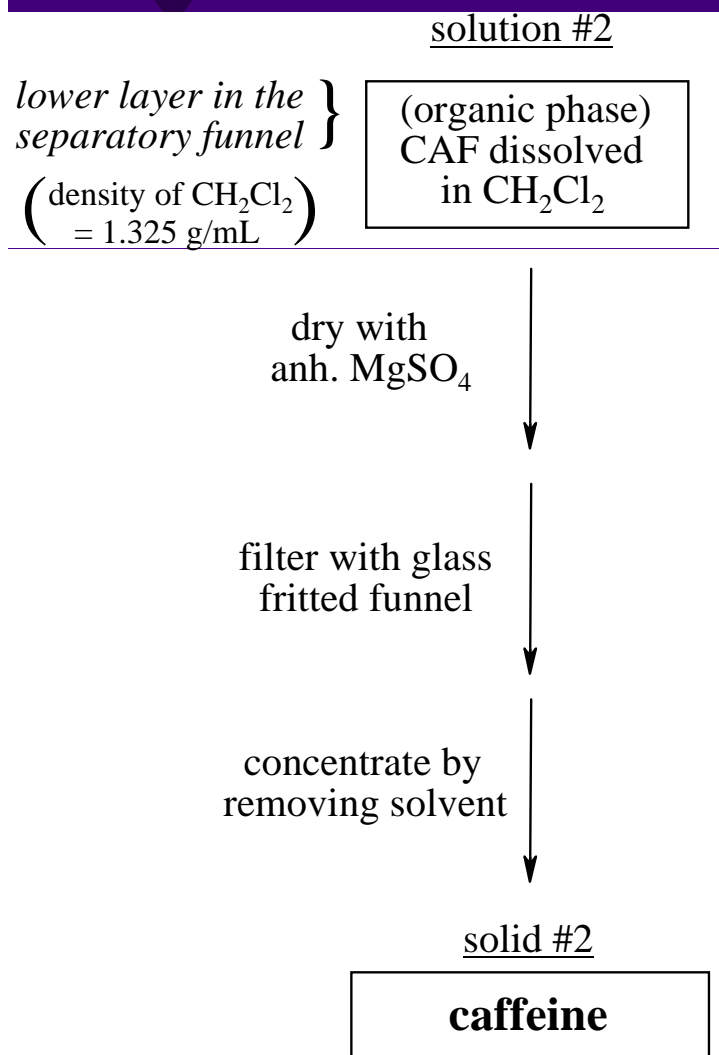 solution #2
lower layer in the }
separatory funnel
(density of CH₂Cl₂
= 1.325 g/mL)
(organic phase)
CAF dissolved
in CH₂Cl₂
dry with
anh. MgSO₄
filter with glass
fritted funnel
concentrate by
removing solvent
solid #2
caffeine